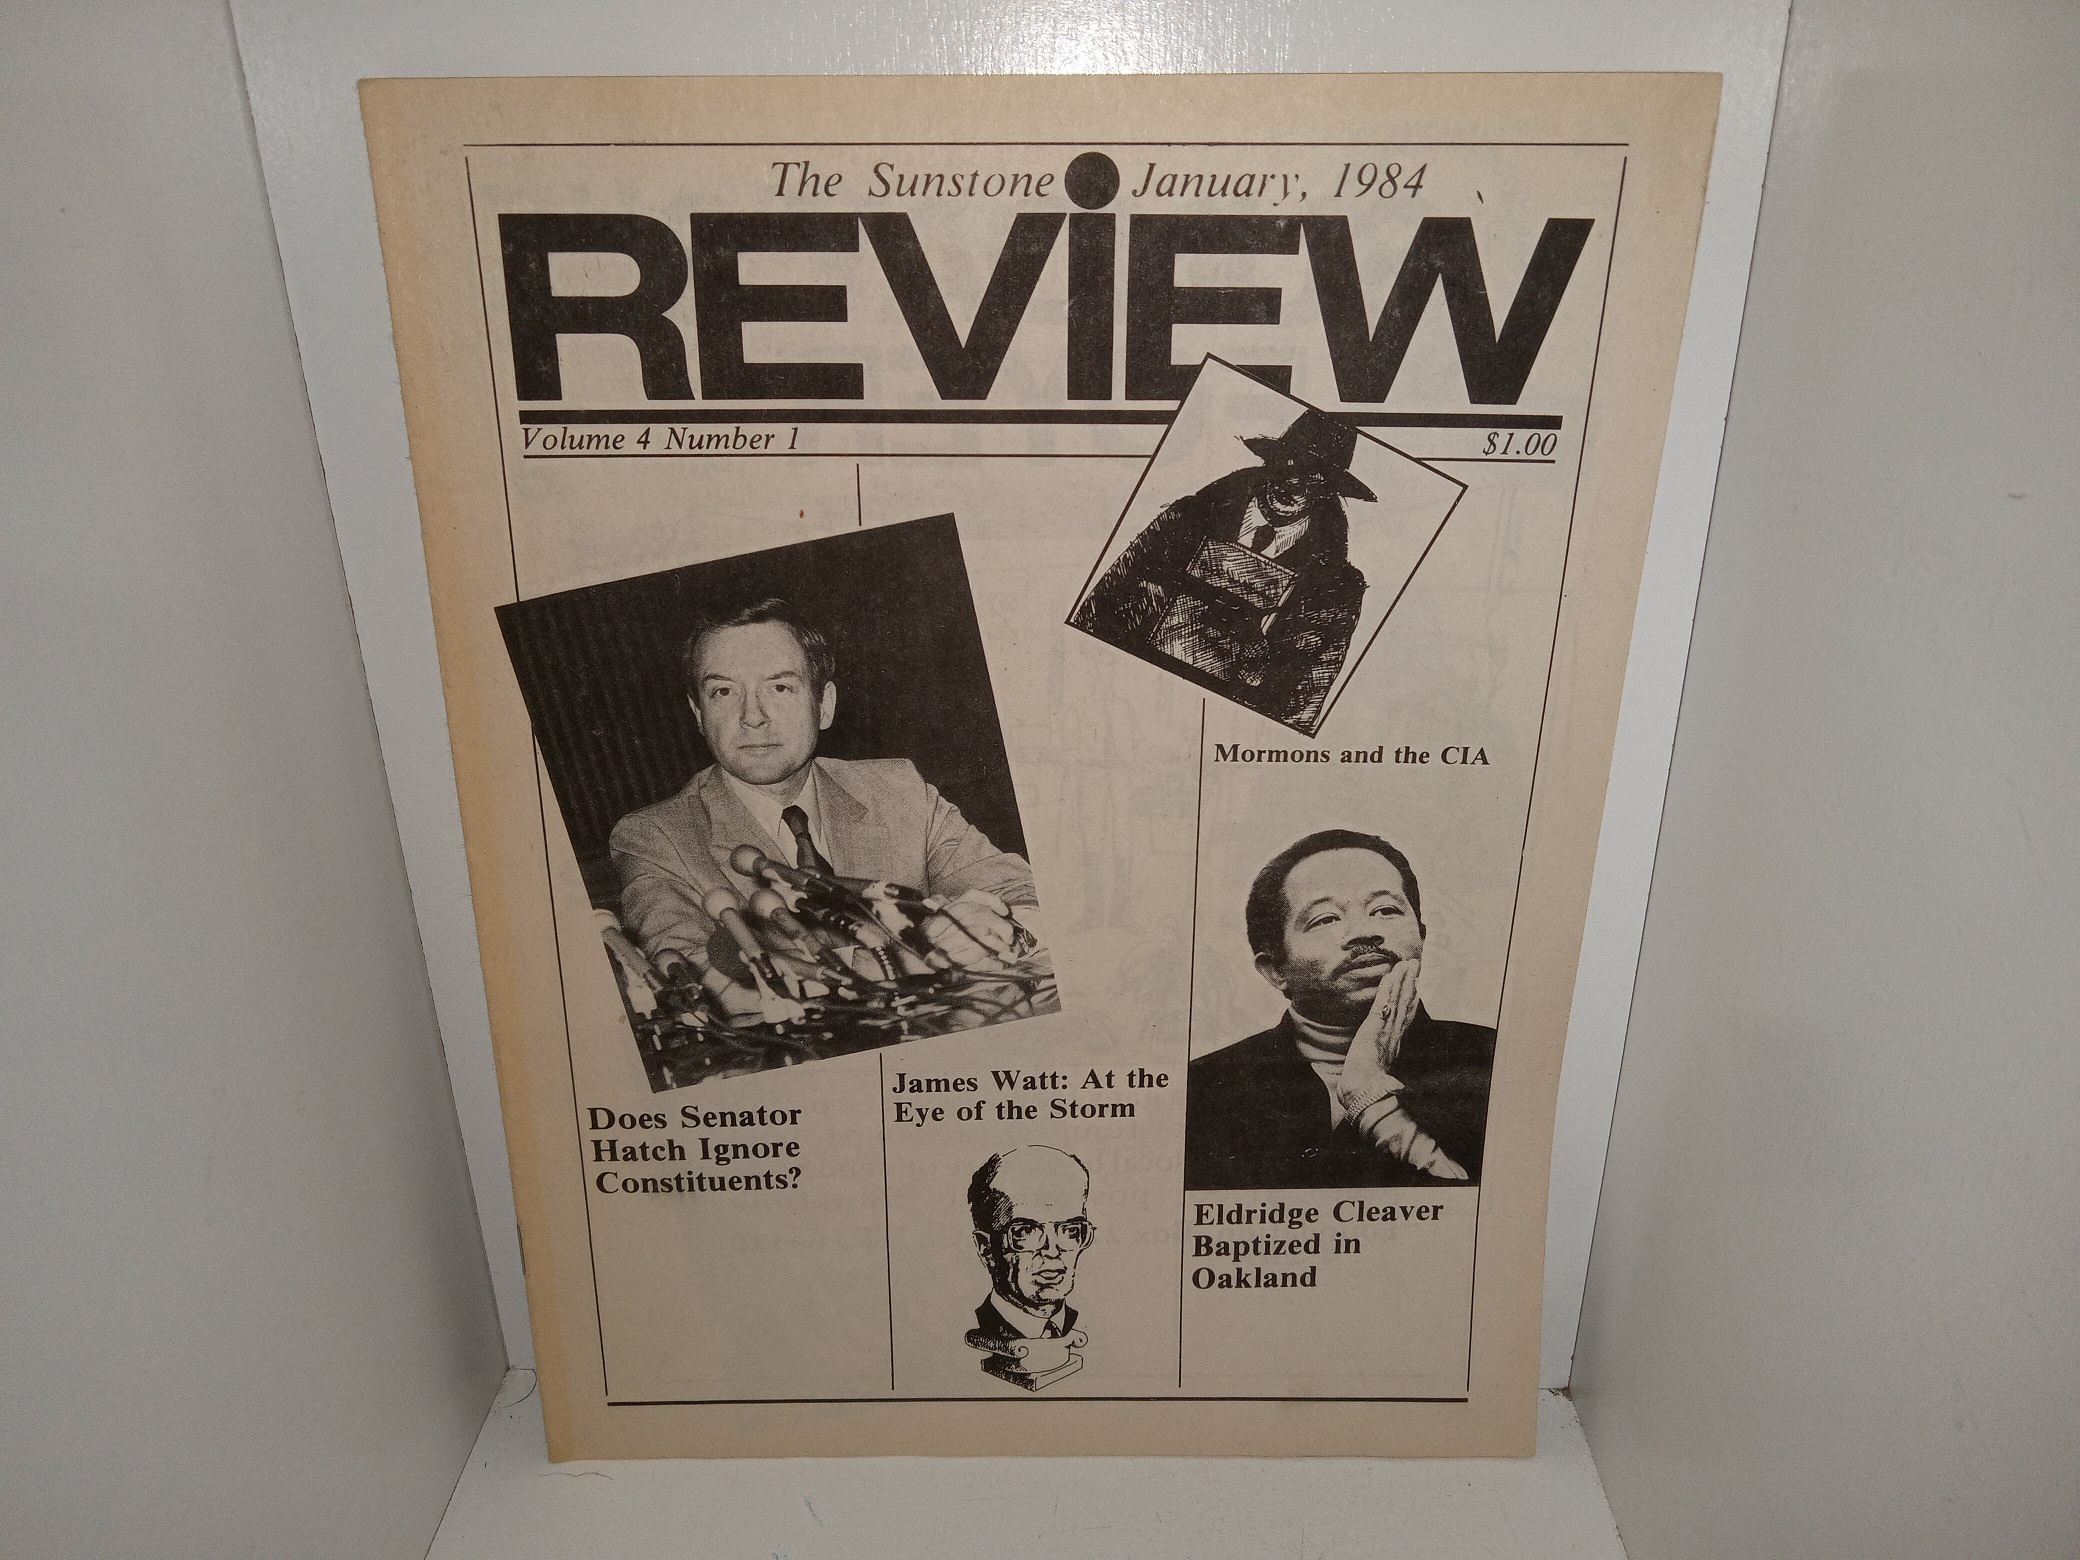 The Sunstone January, 1984
REViEW
Volume 4 Number 1
$1.00
Mormons and the CIA
Does Senator
Hatch Ignore
Constituents?
James Watt: At the
Eye of the Storm
Eldridge Cleaver
Baptized in
Oakland